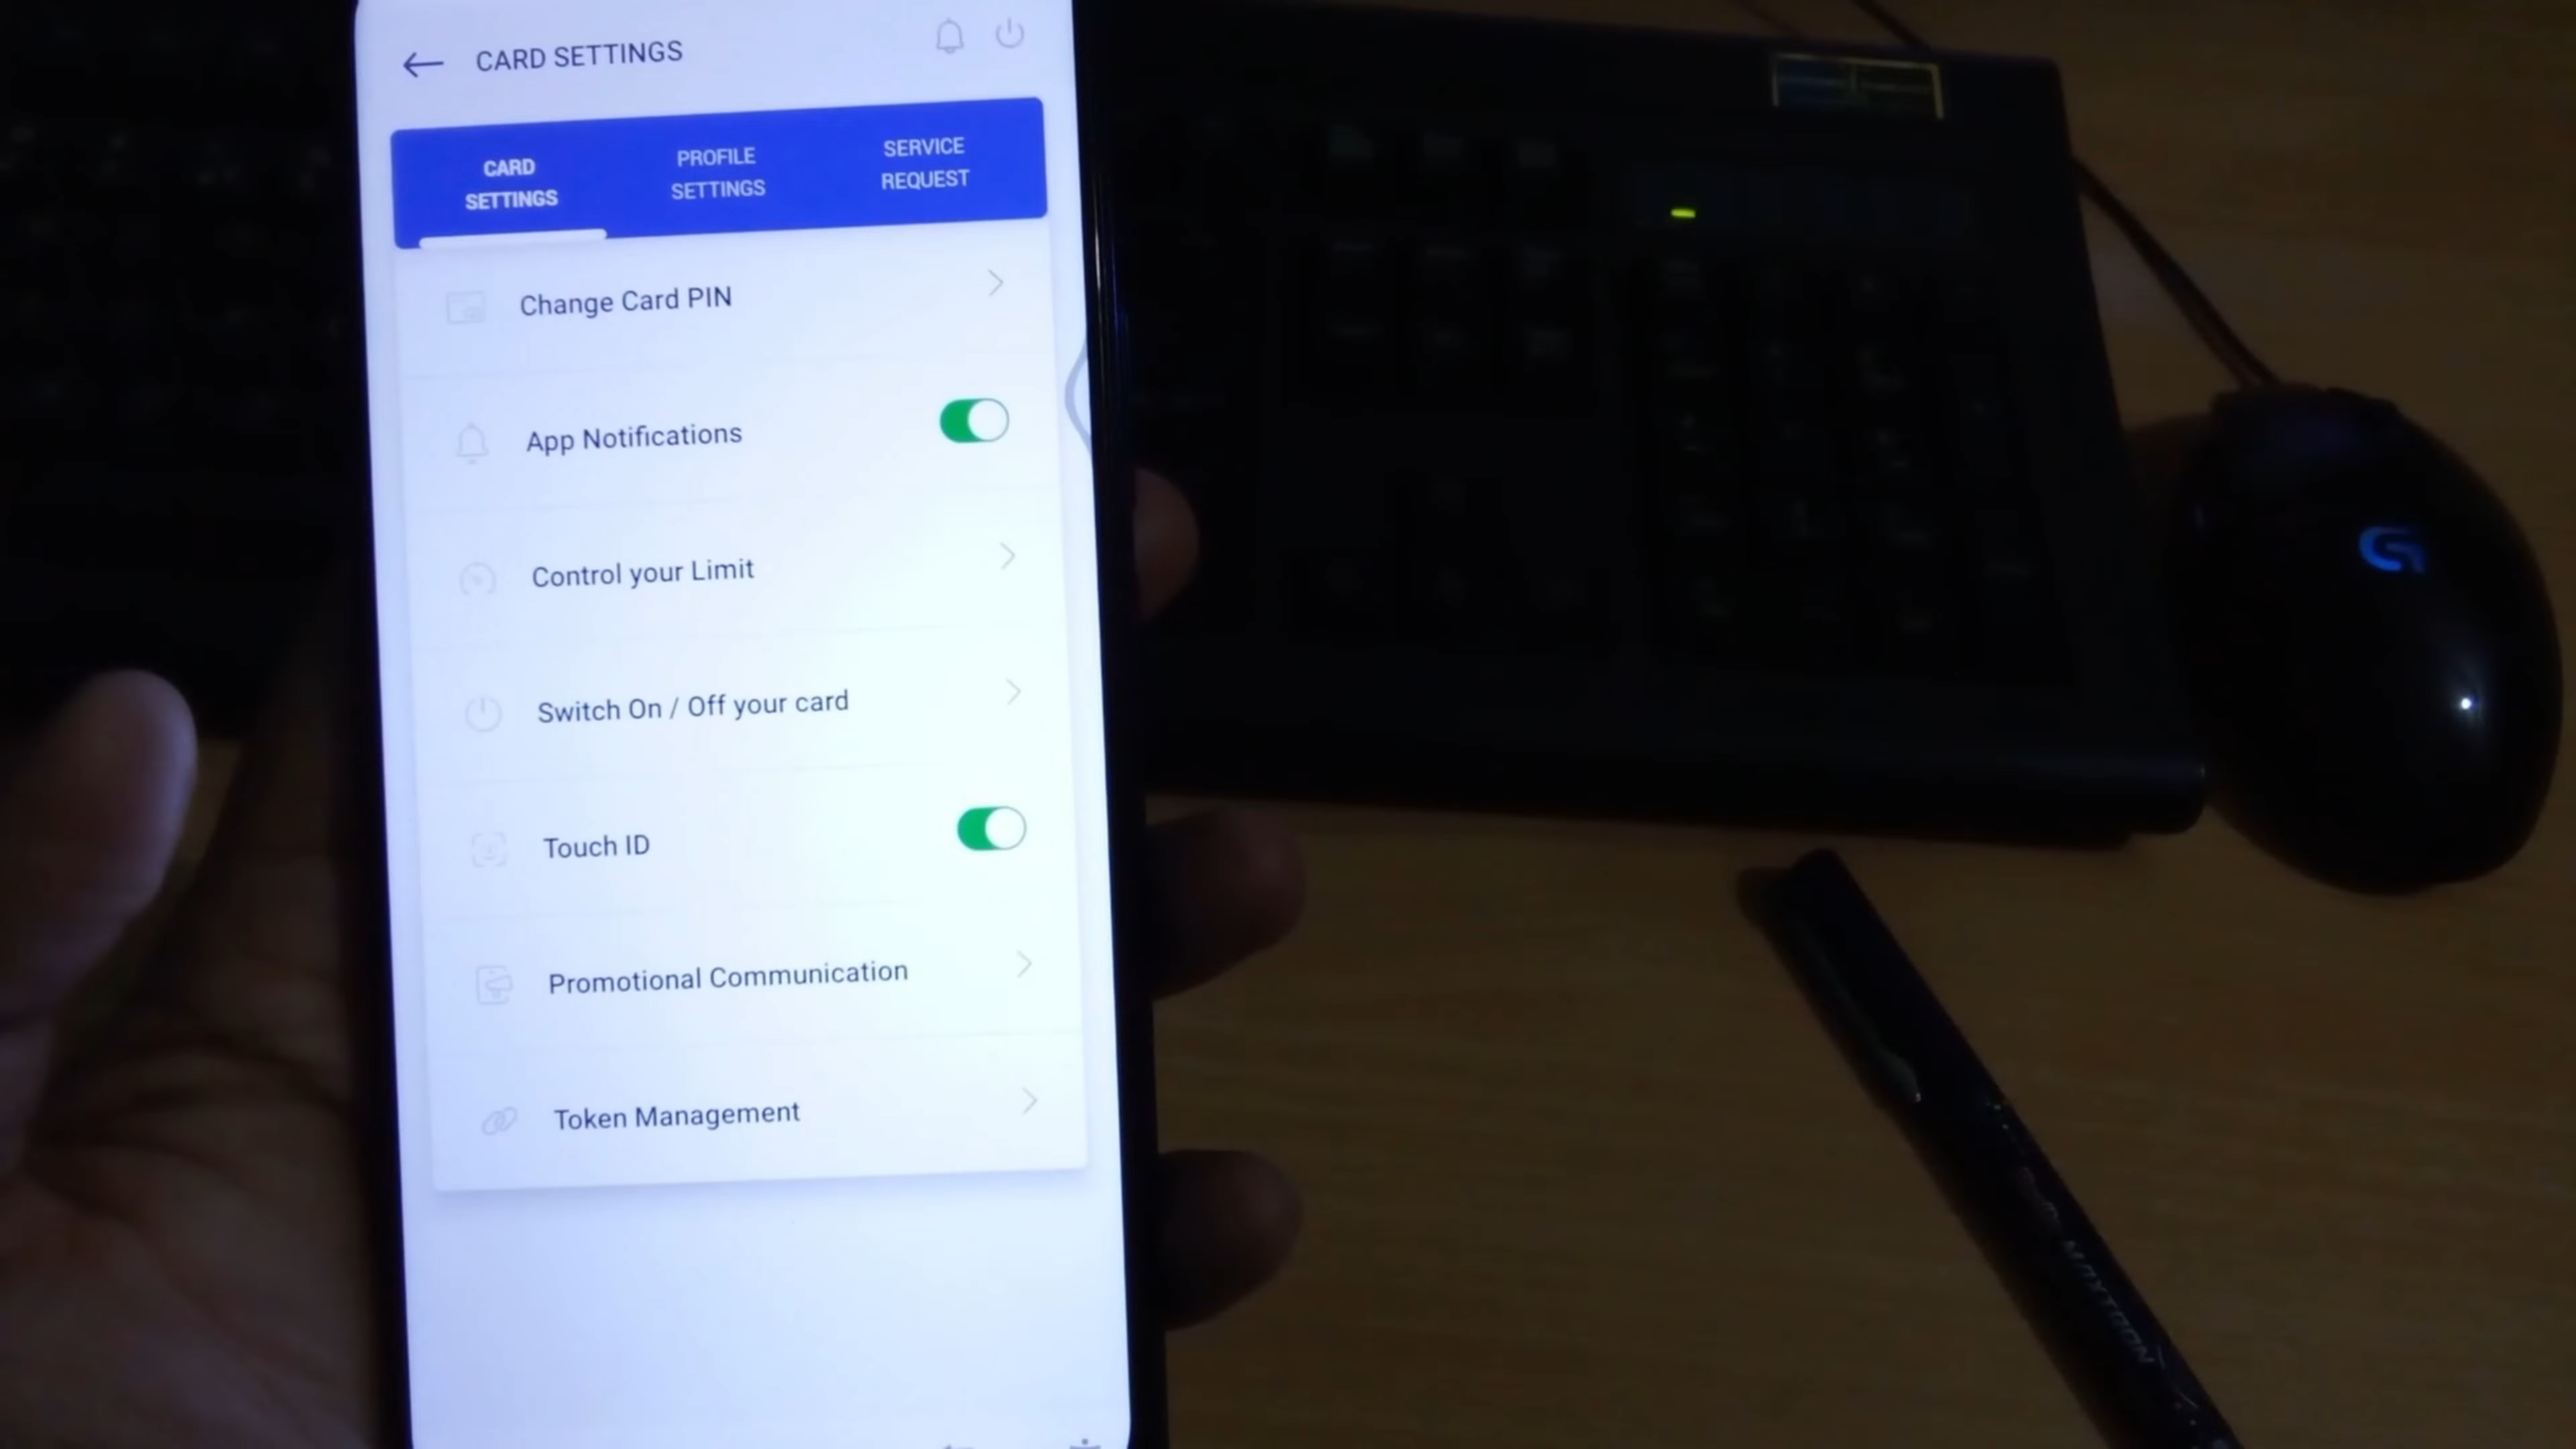 CARD SETTINGS
CARD
SETTINGS
PROFILE
SETTINGS
SERVICE
REQUEST
Change Card PIN
App Notifications
Control your Limit
Switch On / Off your card
Touch ID
Promotional Communication
Token Management
MAXTRON